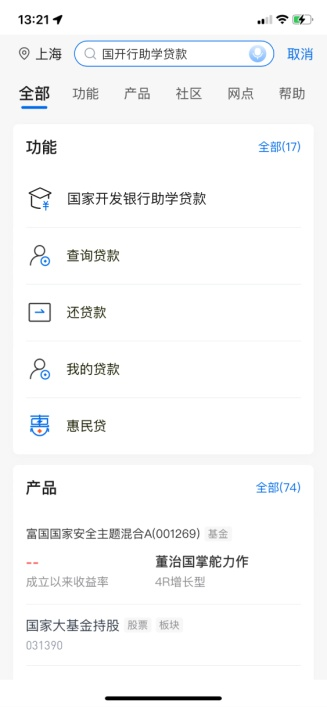 13:21
上海
国开行助学贷款
取消
全部 功能 产品 社区 网点 帮助
功能 全部(17)
国家开发银行助学贷款
查询贷款
还贷款
我的贷款
惠民贷
产品 全部(74)
富国国家安全主题混合A(001269) 基金
-- 董治国掌舵力作
成立以来收益率 4R增长型
国家大基金持股 股票 板块
031390